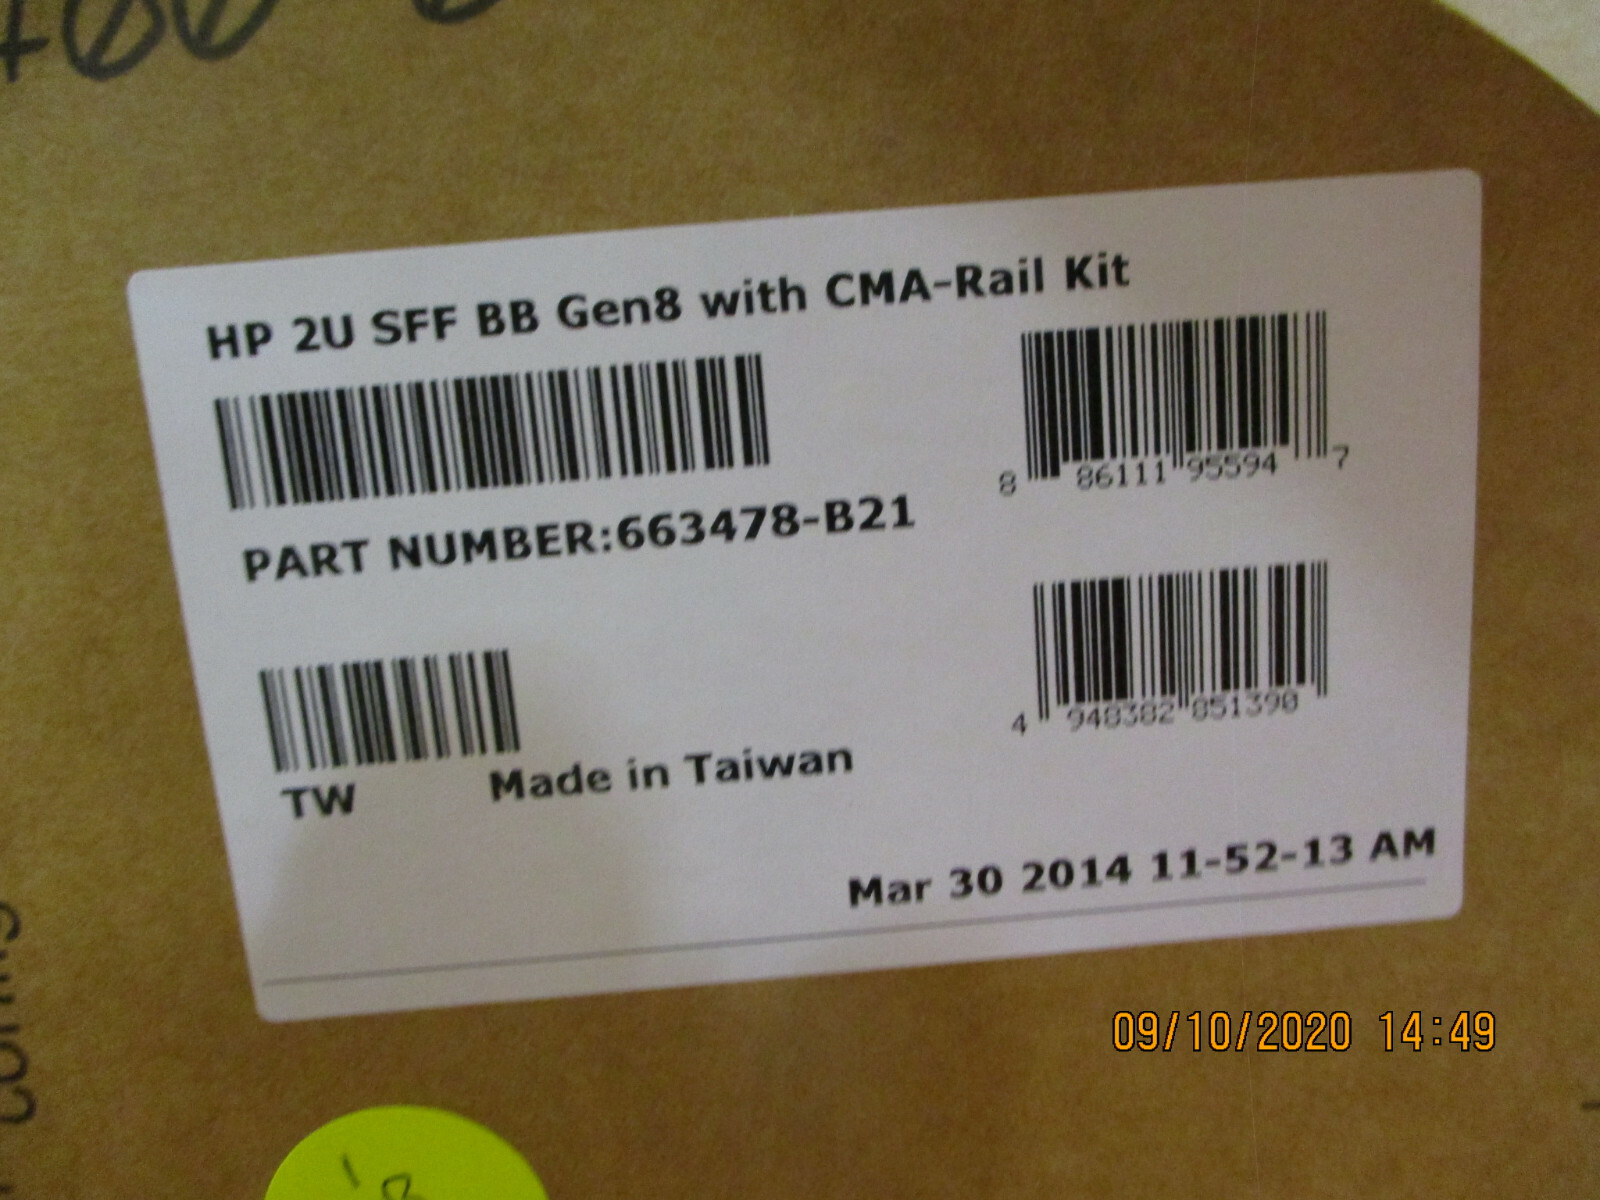 HP 2U SFF BB Gen8 with CMA-Rail Kit
8 86111 95594 7
PART NUMBER:663478-B21
4 948382 851390
TW Made in Taiwan
Mar 30 2014 11-52-13 AM
09/10/2020 14:49